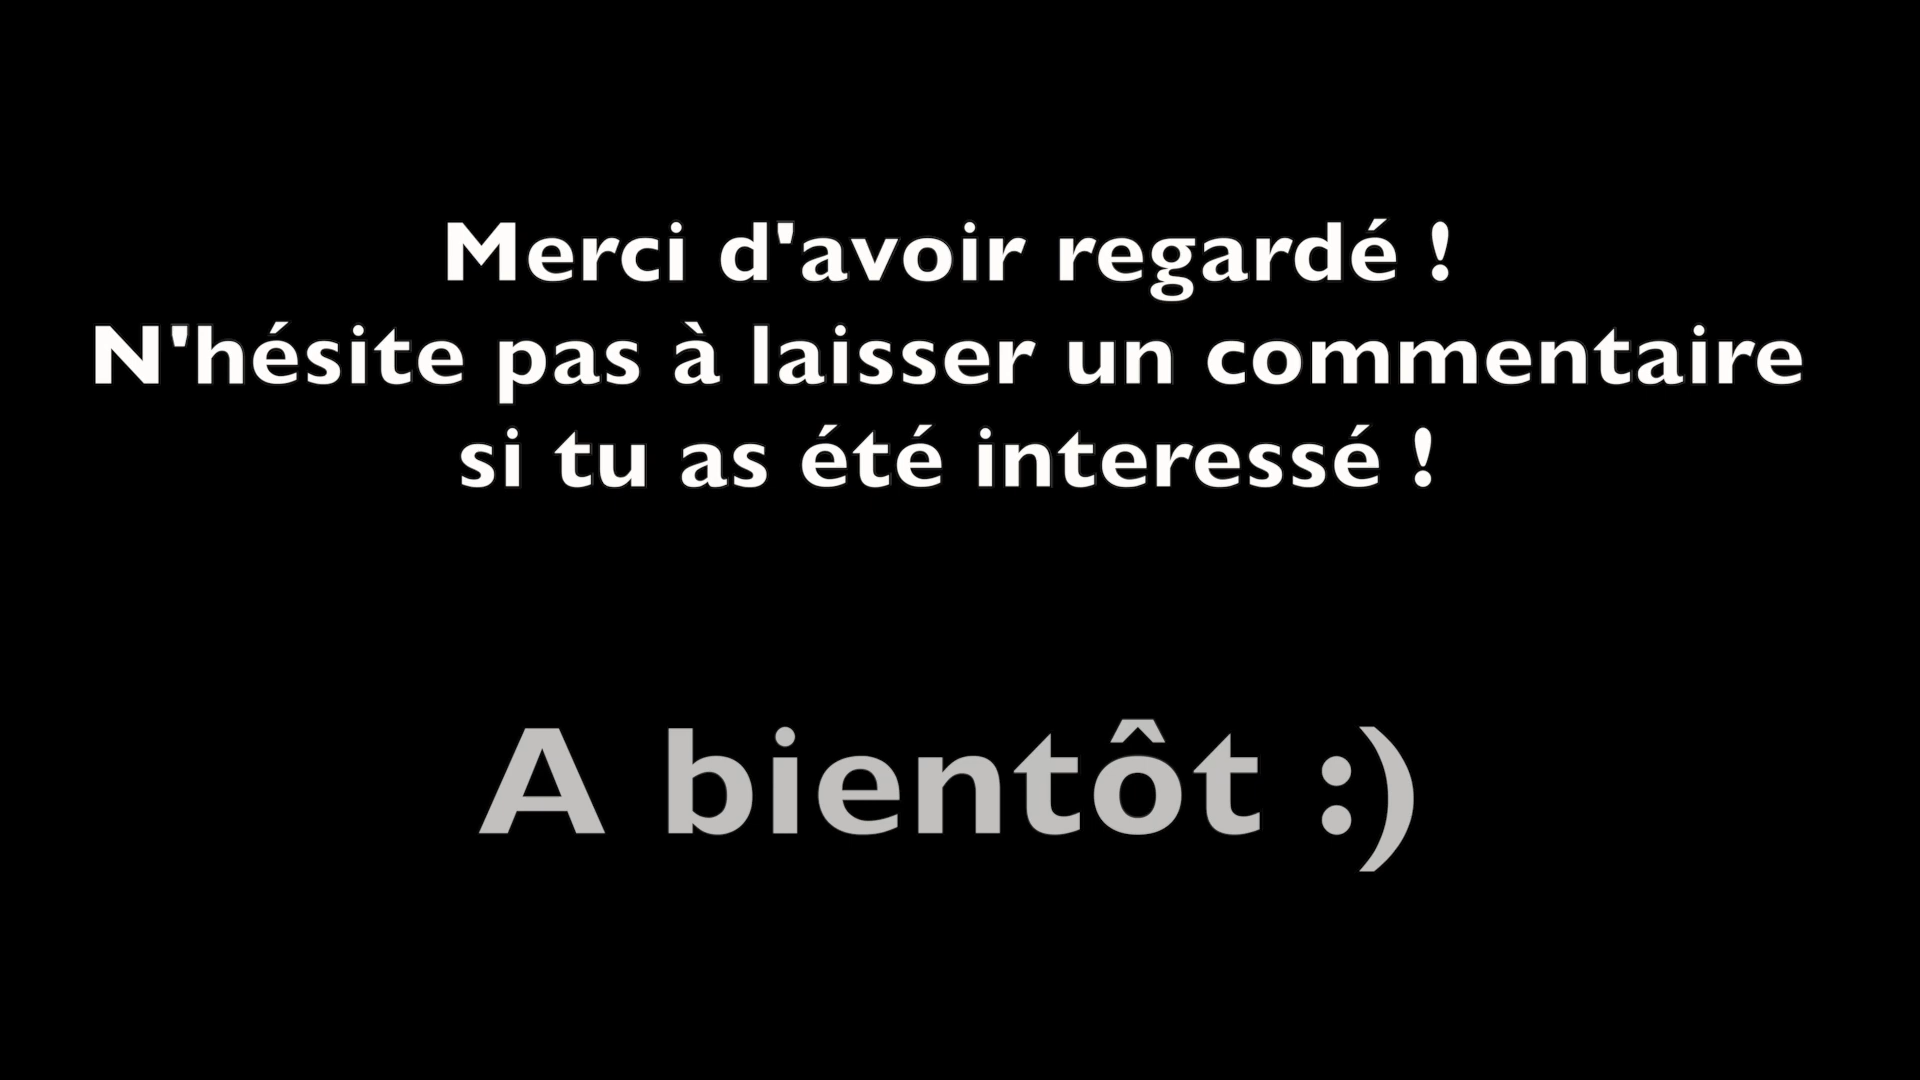 Merci d'avoir regardé !
N'hésite pas à laisser un commentaire
si tu as été interessé !
A bientôt :)